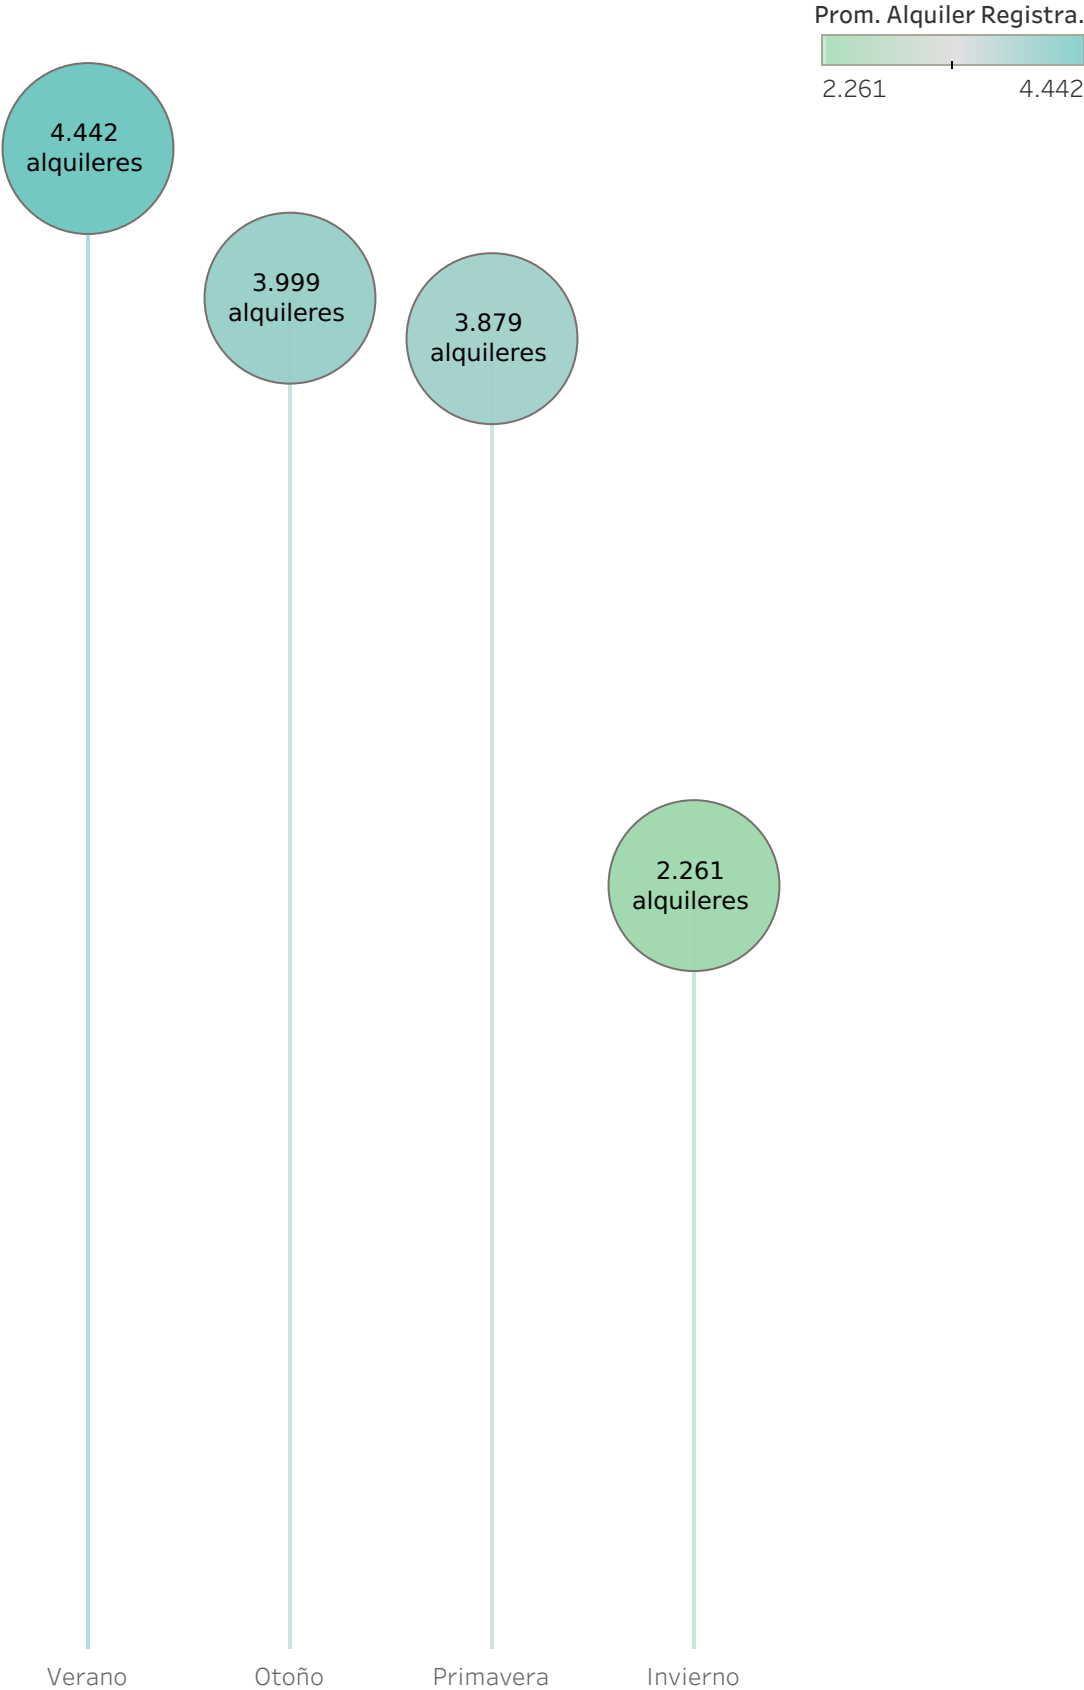 Prom. Alquiler Registra.
2.261 4.442
4.442
alquileres
3.999
alquileres
3.879
alquileres
2.261
alquileres
Verano Otoño Primavera Invierno